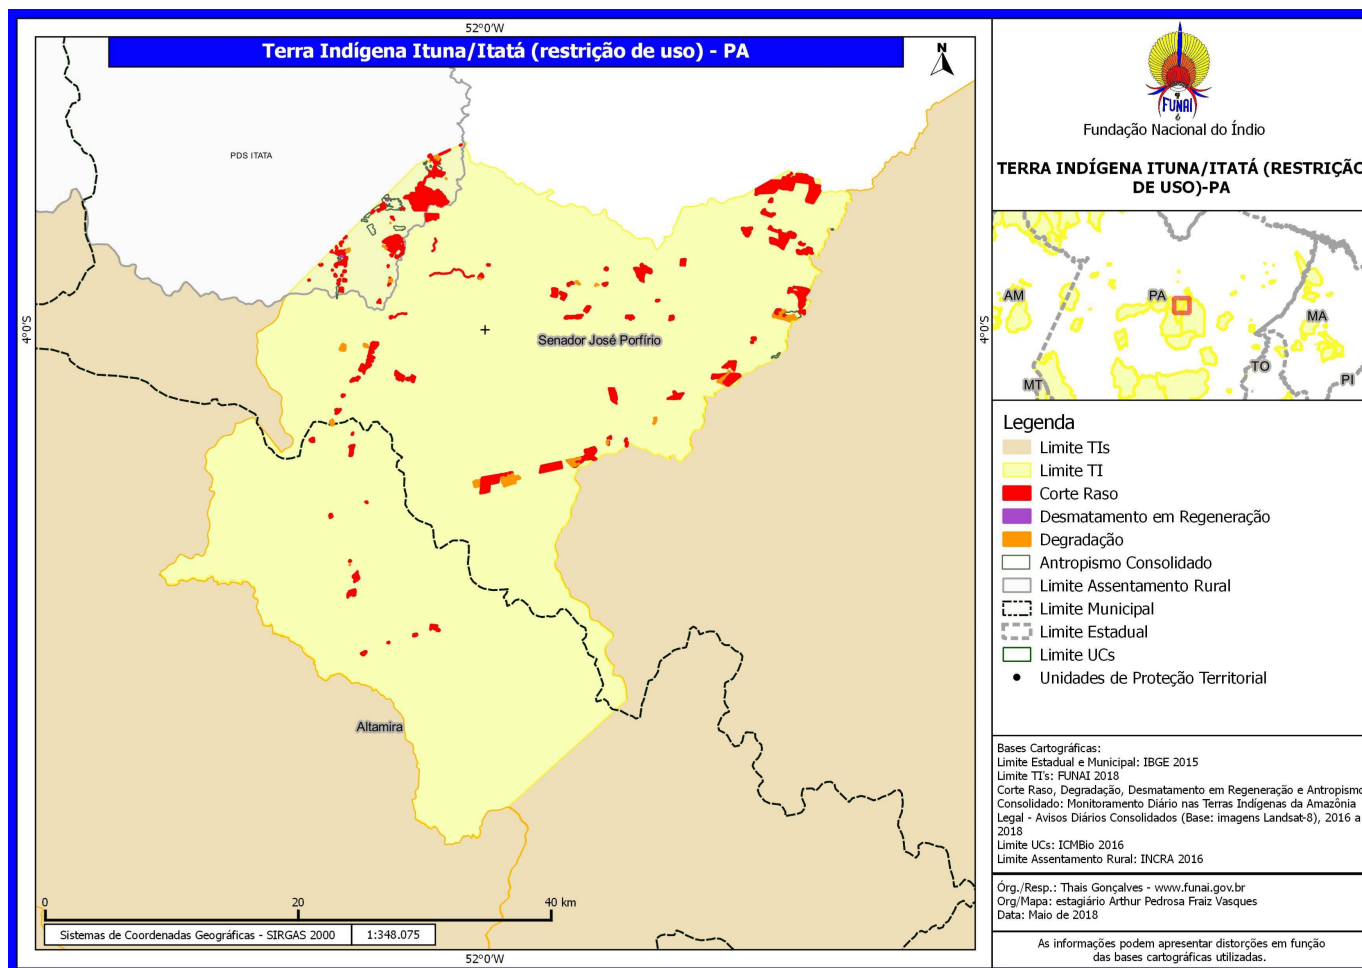 52°0'W
Terra Indígena Ituna/Itatá (restrição de uso) - PA
N
PDS ITATA
4°0'S
Senador José Porfírio
Altamira
0 20 40 km
Sistemas de Coordenadas Geográficas - SIRGAS 2000 1:348.075
52°0'W
FUNAI
Fundação Nacional do Índio
TERRA INDÍGENA ITUNA/ITATÁ (RESTRIÇÃO
DE USO)-PA
AM
PA
MA
4°0'S
TO
MT
PI
Legenda
Limite TIs
Limite TI
Corte Raso
Desmatamento em Regeneração
Degradação
Antropismo Consolidado
Limite Assentamento Rural
Limite Municipal
Limite Estadual
Limite UCs
Unidades de Proteção Territorial
Bases Cartográficas:
Limite Estadual e Municipal: IBGE 2015
Limite TI's: FUNAI 2018
Corte Raso, Degradação, Desmatamento em Regeneração e Antropismo
Consolidado: Monitoramento Diário nas Terras Indígenas da Amazônia
Legal - Avisos Diários Consolidados (Base: imagens Landsat-8), 2016 a
2018
Limite UCs: ICMBio 2016
Limite Assentamento Rural: INCRA 2016
Órg./Resp.: Thais Gonçalves - www.funai.gov.br
Org/Mapa: estagiário Arthur Pedrosa Fraiz Vasques
Data: Maio de 2018
As informações podem apresentar distorções em função
das bases cartográficas utilizadas.